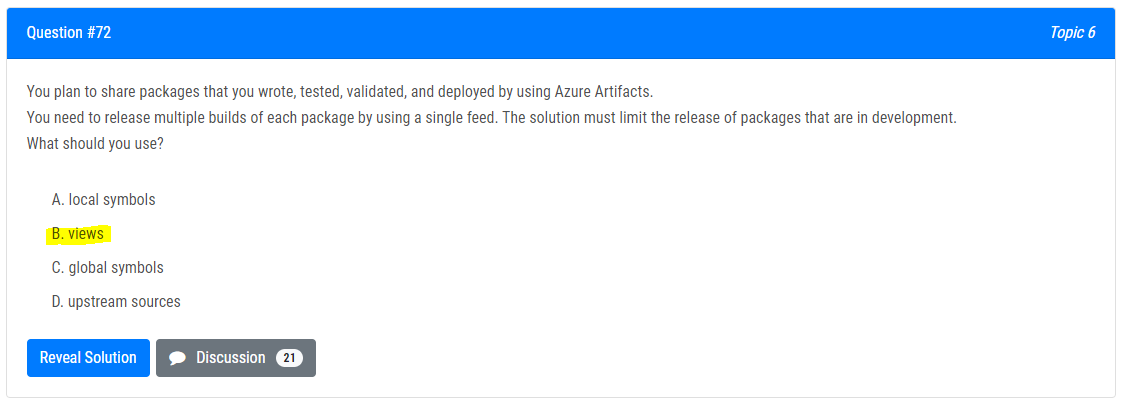 Question #72
Topic 6
You plan to share packages that you wrote, tested, validated, and deployed by using Azure Artifacts.
You need to release multiple builds of each package by using a single feed. The solution must limit the release of packages that are in development.
What should you use?
A. local symbols
B. views
C. global symbols
D. upstream sources
Reveal Solution
Discussion 21